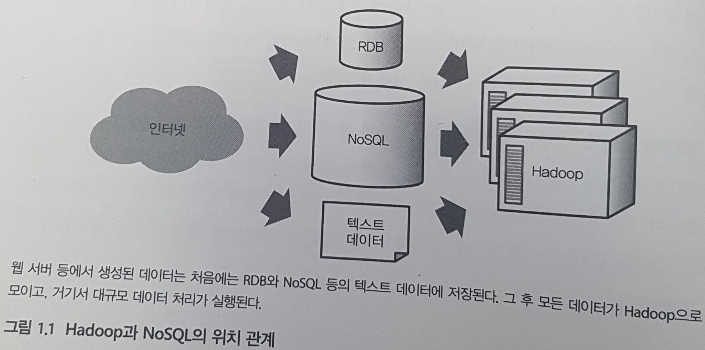 RDB
인터넷
NoSQL
Hadoop
텍스트
데이터
웹 서버 등에서 생성된 데이터는 처음에는 RDB와 NoSQL 등의 텍스트 데이터에 저장된다. 그 후 모든 데이터가 Hadoop으로
모이고, 거기서 대규모 데이터 처리가 실행된다.
그림 1.1 Hadoop과 NoSQL의 위치 관계